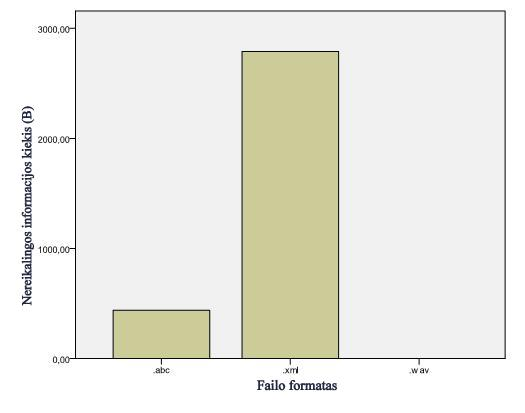 Nereikalingos informacijos kiekis (B)
3000,00
2000,00
1000,00
0,00
.abc .xml .wav
Failo formatas